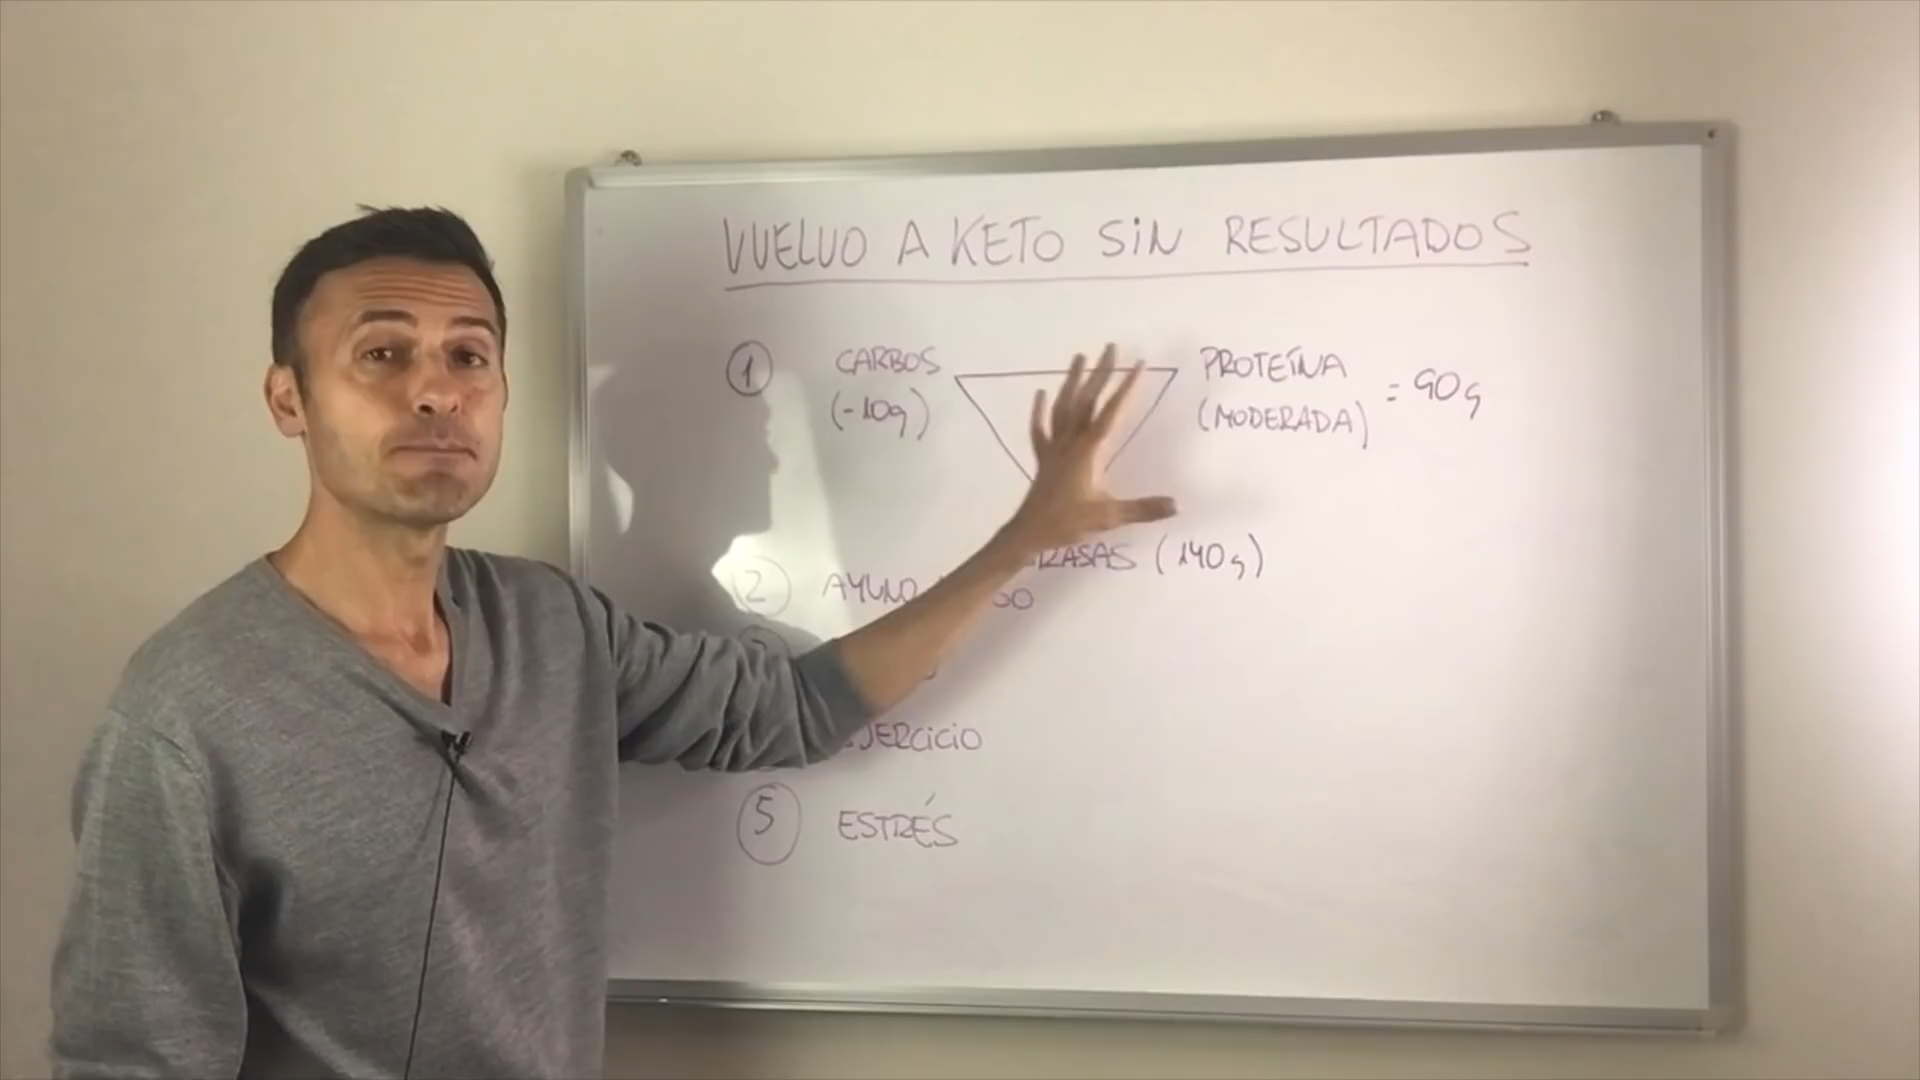 VUELVO A KETO SIN RESULTADOS
1 CARBOS PROTEÍNA
(-10g) (MODERADA) = 90g
GRASAS (140g)
2 AYUNO
EJERCICIO
5 ESTRÉS